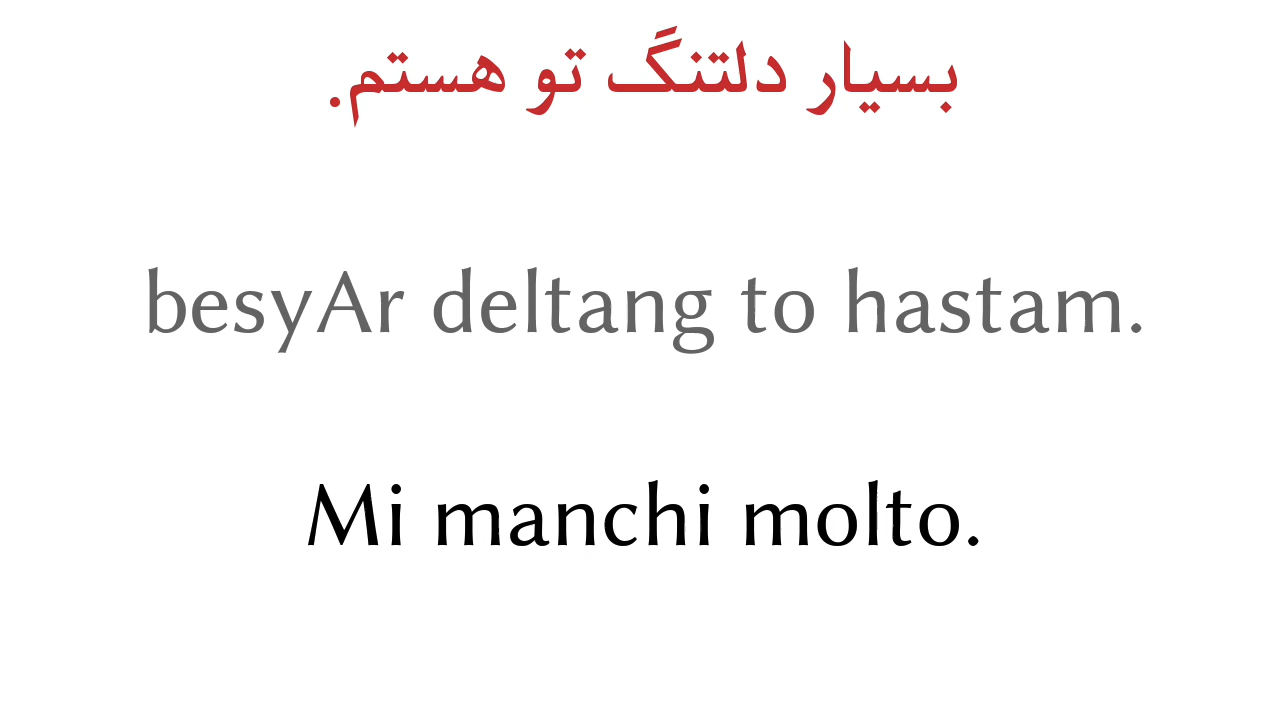 بسیار دلتنگ تو هستم.
besyAr deltang to hastam.
Mi manchi molto.